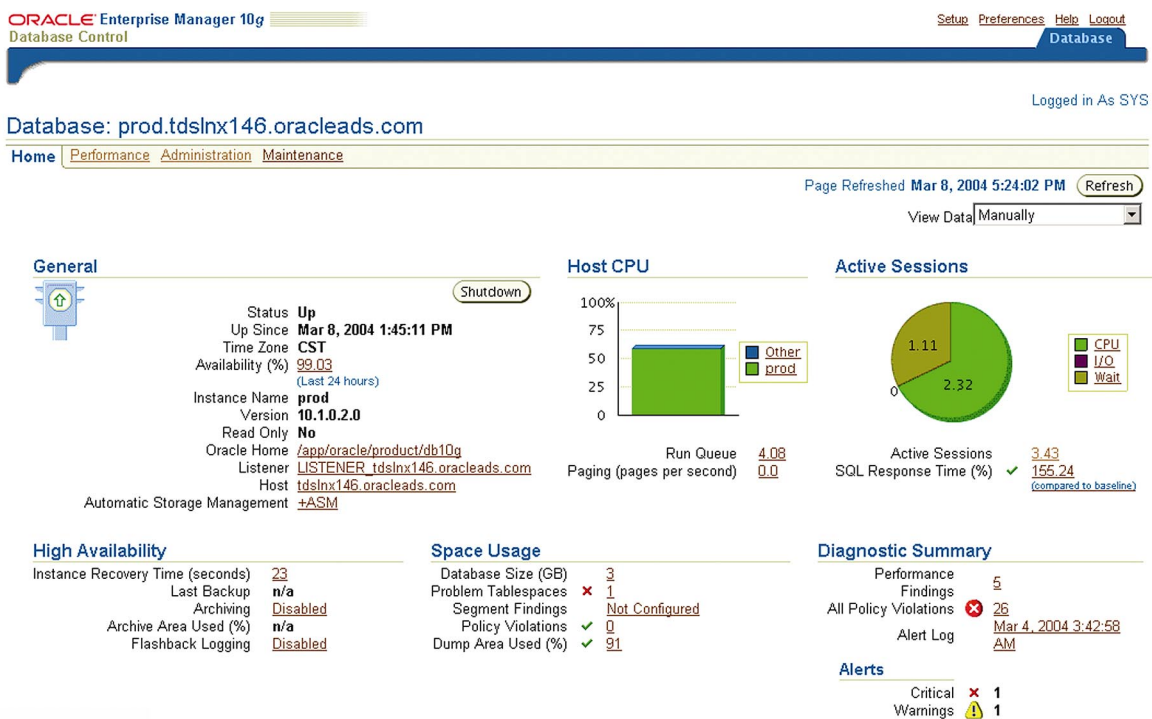 ORACLE Enterprise Manager 10g
Database Control
Setup Preferences Help Logout
Database
Logged in As SYS
Database: prod.tdslnx146.oracleads.com
Home Performance Administration Maintenance
Page Refreshed Mar 8, 2004 5:24:02 PM Refresh
View Data Manually
General
Shutdown
Status Up
Up Since Mar 8, 2004 1:45:11 PM
Time Zone CST
Availability (%) 99.03
(Last 24 hours)
Instance Name prod
Version 10.1.0.2.0
Read Only No
Oracle Home /app/oracle/product/db10g
Listener LISTENER_tdslnx146.oracleads.com
Host tdslnx146.oracleads.com
Automatic Storage Management +ASM
Host CPU
100%
75
50
25
0
Other
prod
Run Queue 4.08
Paging (pages per second) 0.0
Active Sessions
1.11
0
2.32
CPU
I/O
Wait
Active Sessions 3.43
SQL Response Time (%) 155.24
(compared to baseline)
High Availability
Instance Recovery Time (seconds) 23
Last Backup n/a
Archiving Disabled
Archive Area Used (%) n/a
Flashback Logging Disabled
Space Usage
Database Size (GB) 3
Problem Tablespaces 1
Segment Findings Not Configured
Policy Violations 0
Dump Area Used (%) 91
Diagnostic Summary
Performance
Findings 5
All Policy Violations 26
Alert Log Mar 4, 2004 3:42:58
AM
Alerts
Critical 1
Warnings 1